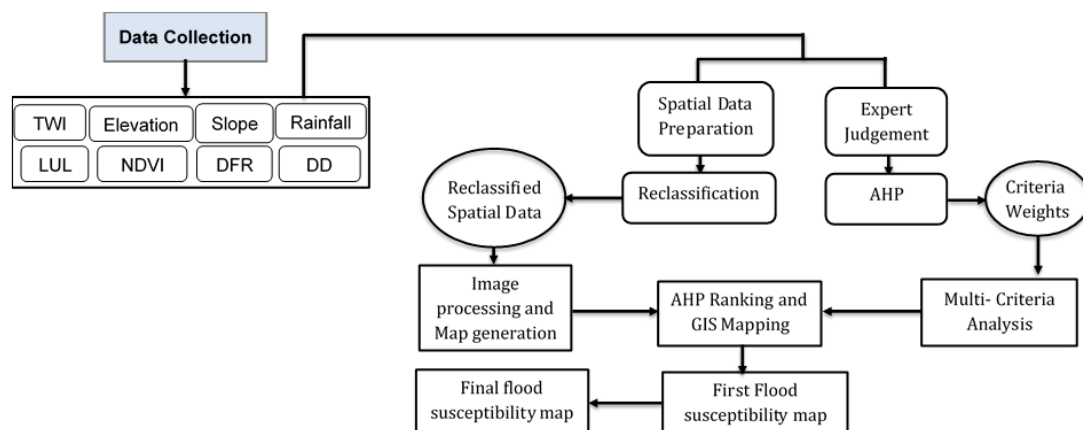 Data Collection
TWI
Elevation
Slope
Rainfall
LUL
NDVI
DFR
DD
Spatial Data
Preparation
Expert
Judgement
Reclassified
Spatial Data
Reclassification
AHP
Criteria
Weights
Image
processing and
Map generation
AHP Ranking and
GIS Mapping
Multi- Criteria
Analysis
Final flood
susceptibility map
First Flood
susceptibility map